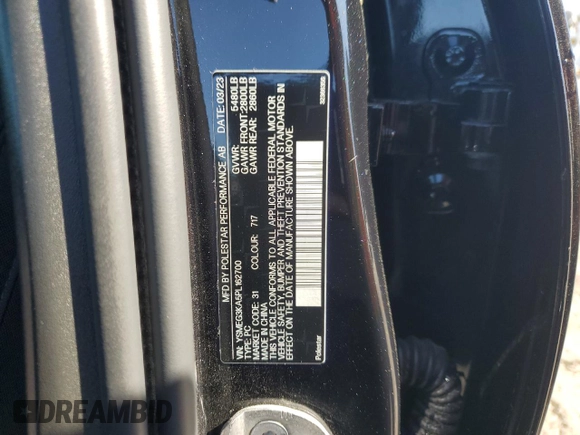 MFD BY POLESTAR PERFORMANCE AB DATE: 03/23
GVWR: 5480LB
GAWR FRONT: 2800LB
GAWR REAR: 2860LB
VIN: YSMEG3KA5PL162700
TYPE: PC
MARKET CODE: 31 COLOUR: 717
MADE IN CHINA
THIS VEHICLE CONFORMS TO ALL APPLICABLE FEDERAL MOTOR
VEHICLE SAFETY, BUMPER AND THEFT PREVENTION STANDARDS IN
EFFECT ON THE DATE OF MANUFACTURE SHOWN ABOVE.
Polestar
DREAMBID